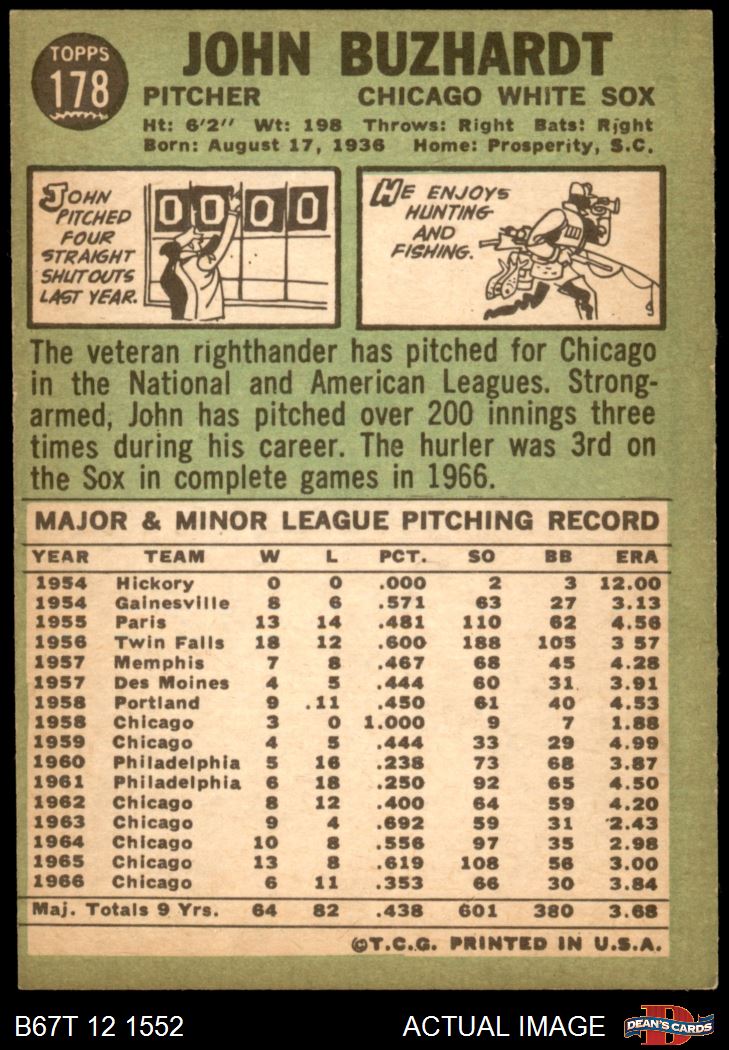 TOPPS
178
JOHN BUZHARDT
PITCHER CHICAGO WHITE SOX
Ht: 6'2'' Wt: 198 Throws: Right Bats: Right
Born: August 17, 1936 Home: Prosperity, S.C.
JOHN
PITCHED
FOUR
STRAIGHT
SHUTOUTS
LAST YEAR.
0 0 0 0
HE ENJOYS
HUNTING
AND
FISHING.
The veteran righthander has pitched for Chicago
in the National and American Leagues. Strong-
armed, John has pitched over 200 innings three
times during his career. The hurler was 3rd on
the Sox in complete games in 1966.
MAJOR & MINOR LEAGUE PITCHING RECORD
YEAR TEAM W L PCT. SO BB ERA
1954 Hickory 0 0 .000 2 3 12.00
1954 Gainesville 8 6 .571 63 27 3.13
1955 Paris 13 14 .481 110 62 4.56
1956 Twin Falls 18 12 .600 188 105 3 57
1957 Memphis 7 8 .467 68 45 4.28
1957 Des Moines 4 5 .444 60 31 3.91
1958 Portland 9 .11 .450 61 40 4.53
1958 Chicago 3 0 1.000 9 7 1.88
1959 Chicago 4 5 .444 33 29 4.99
1960 Philadelphia 5 16 .238 73 68 3.87
1961 Philadelphia 6 18 .250 92 65 4.50
1962 Chicago 8 12 .400 64 59 4.20
1963 Chicago 9 4 .692 59 31 2.43
1964 Chicago 10 8 .556 97 35 2.98
1965 Chicago 13 8 .619 108 56 3.00
1966 Chicago 6 11 .353 66 30 3.84
Maj. Totals 9 Yrs. 64 82 .438 601 380 3.68
©T.C.G. PRINTED IN U.S.A.
B67T 12 1552 ACTUAL IMAGE
D
DEAN'S CARDS